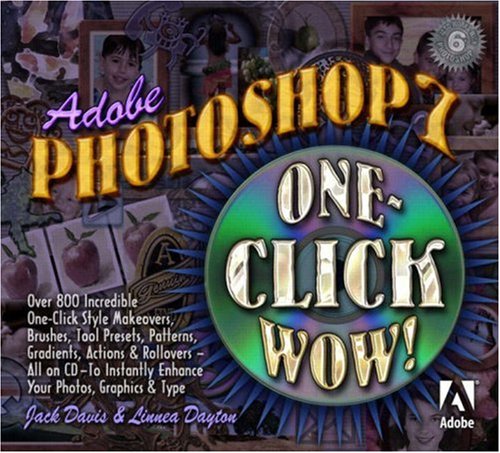 6
Adobe
PHOTOSHOP 7
ONE-
CLICK
WOW!
A
Over 800 Incredible
One-Click Style Makeovers,
Brushes, Tool Presets, Patterns,
Gradients, Actions & Rollovers –
All on CD – To Instantly Enhance
Your Photos, Graphics & Type
Jack Davis & Linnea Dayton
Adobe